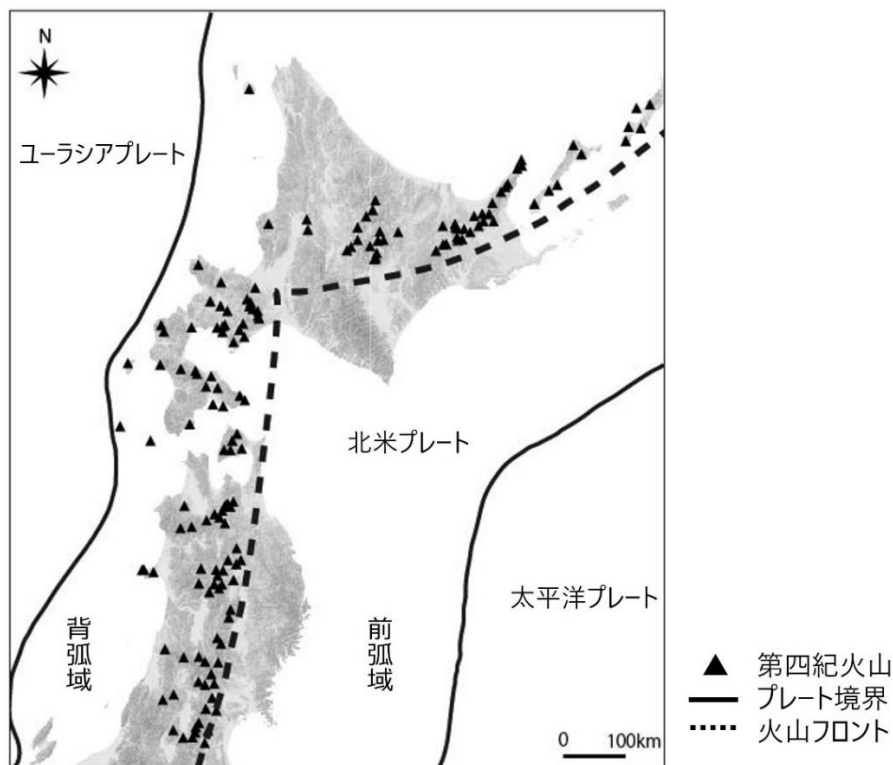 N
ユーラシアプレート
北米プレート
太平洋プレート
背弧域
前弧域
0 100km
第四紀火山
プレート境界
火山フロント